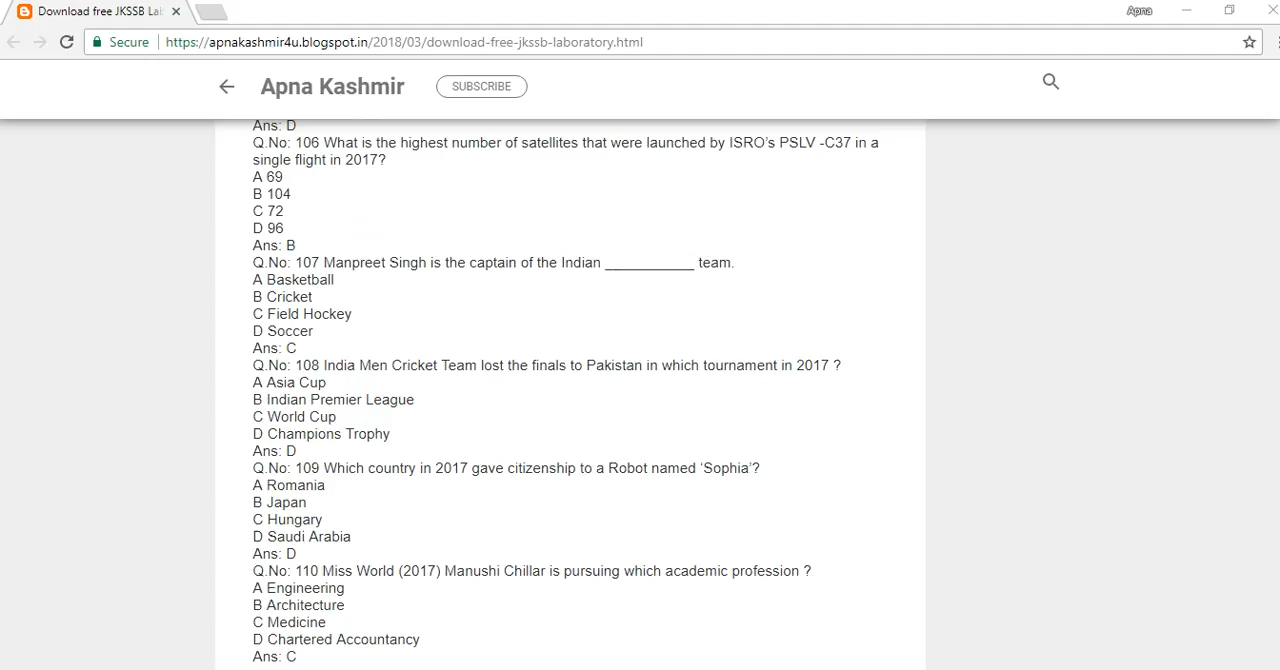 Download free JKSSB Lab
Apna
Secure
https://apnakashmir4u.blogspot.in/2018/03/download-free-jkssb-laboratory.html
Apna Kashmir
SUBSCRIBE
Ans: D
Q.No: 106 What is the highest number of satellites that were launched by ISRO’s PSLV -C37 in a
single flight in 2017?
A 69
B 104
C 72
D 96
Ans: B
Q.No: 107 Manpreet Singh is the captain of the Indian ___________ team.
A Basketball
B Cricket
C Field Hockey
D Soccer
Ans: C
Q.No: 108 India Men Cricket Team lost the finals to Pakistan in which tournament in 2017 ?
A Asia Cup
B Indian Premier League
C World Cup
D Champions Trophy
Ans: D
Q.No: 109 Which country in 2017 gave citizenship to a Robot named ‘Sophia’?
A Romania
B Japan
C Hungary
D Saudi Arabia
Ans: D
Q.No: 110 Miss World (2017) Manushi Chillar is pursuing which academic profession ?
A Engineering
B Architecture
C Medicine
D Chartered Accountancy
Ans: C